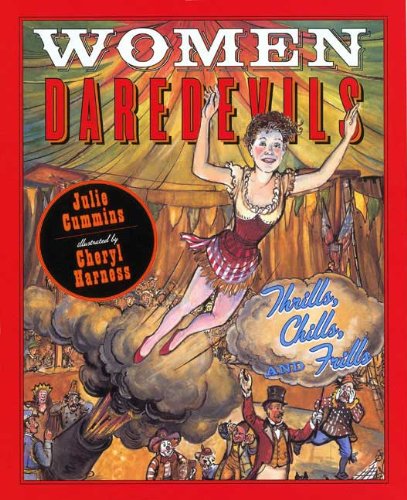 WOMEN
DAREDEVILS
Julie
Cummins
illustrated by
Cheryl
Harness
Thrills,
Chills,
AND Frills